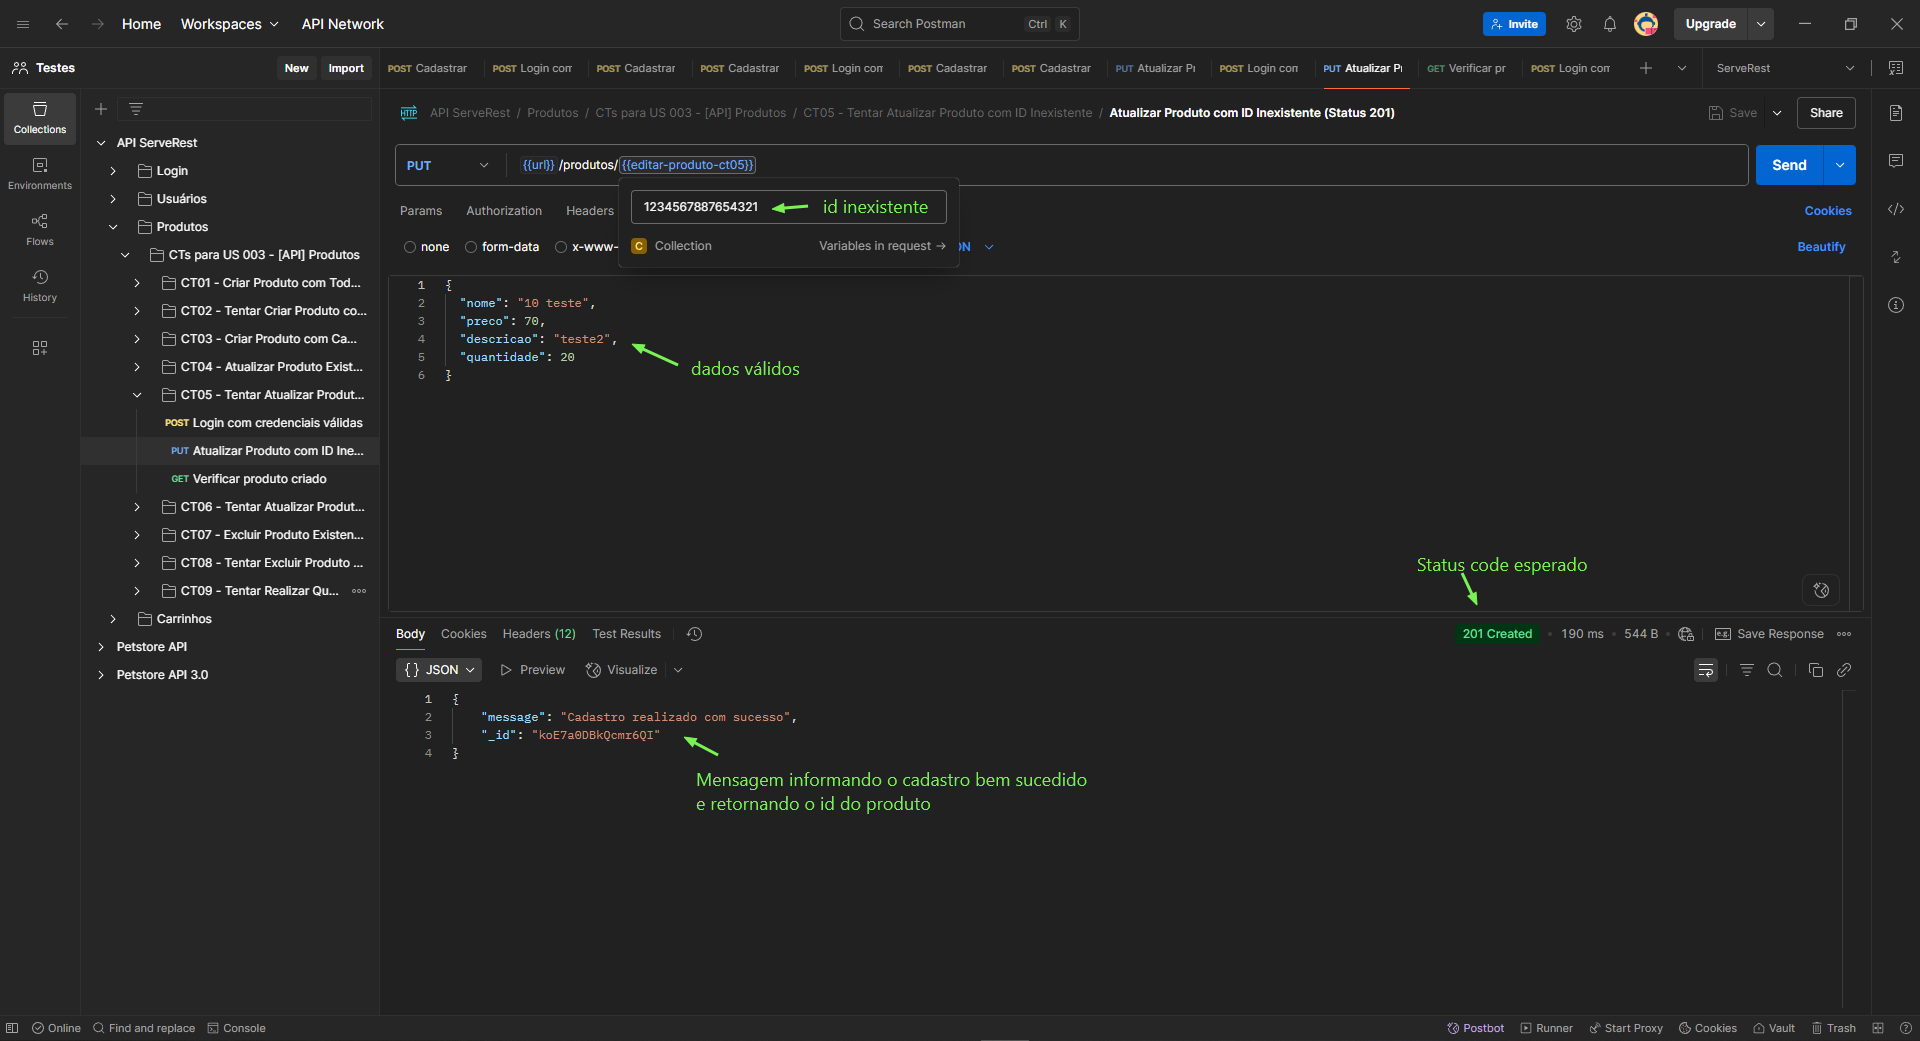 Home Workspaces API Network
Search Postman Ctrl K
Invite Upgrade
Testes New Import
POST Cadastrar POST Login com POST Cadastrar POST Cadastrar POST Login com POST Cadastrar POST Cadastrar PUT Atualizar Pr POST Login com PUT Atualizar Pr GET Verificar pr POST Login com ServeRest
Collections
Environments
Flows
History
API ServeRest
Login
Usuários
Produtos
CTs para US 003 - [API] Produtos
CT01 - Criar Produto com Tod...
CT02 - Tentar Criar Produto co...
CT03 - Criar Produto com Ca...
CT04 - Atualizar Produto Exist...
CT05 - Tentar Atualizar Produt...
POST Login com credenciais válidas
PUT Atualizar Produto com ID Ine...
GET Verificar produto criado
CT06 - Tentar Atualizar Produt...
CT07 - Excluir Produto Existen...
CT08 - Tentar Excluir Produto ...
CT09 - Tentar Realizar Qu...
Carrinhos
Petstore API
Petstore API 3.0
HTTP API ServeRest / Produtos / CTs para US 003 - [API] Produtos / CT05 - Tentar Atualizar Produto com ID Inexistente / Atualizar Produto com ID Inexistente (Status 201)
Save Share
PUT {{url}} /produtos/ {{editar-produto-ct05}} Send
Params Authorization Headers Cookies
1234567887654321 id inexistente
C Collection Variables in request →
none form-data x-www- ON Beautify
1 {
2 "nome": "10 teste",
3 "preco": 70,
4 "descricao": "teste2",
5 "quantidade": 20
6 }
dados válidos
Status code esperado
Body Cookies Headers (12) Test Results 201 Created 190 ms 544 B e.g. Save Response
{} JSON Preview Visualize
1 {
2 "message": "Cadastro realizado com sucesso",
3 "_id": "koE7a0DBkQcmr6QI"
4 }
Mensagem informando o cadastro bem sucedido
e retornando o id do produto
Online Find and replace Console Postbot Runner Start Proxy Cookies Vault Trash